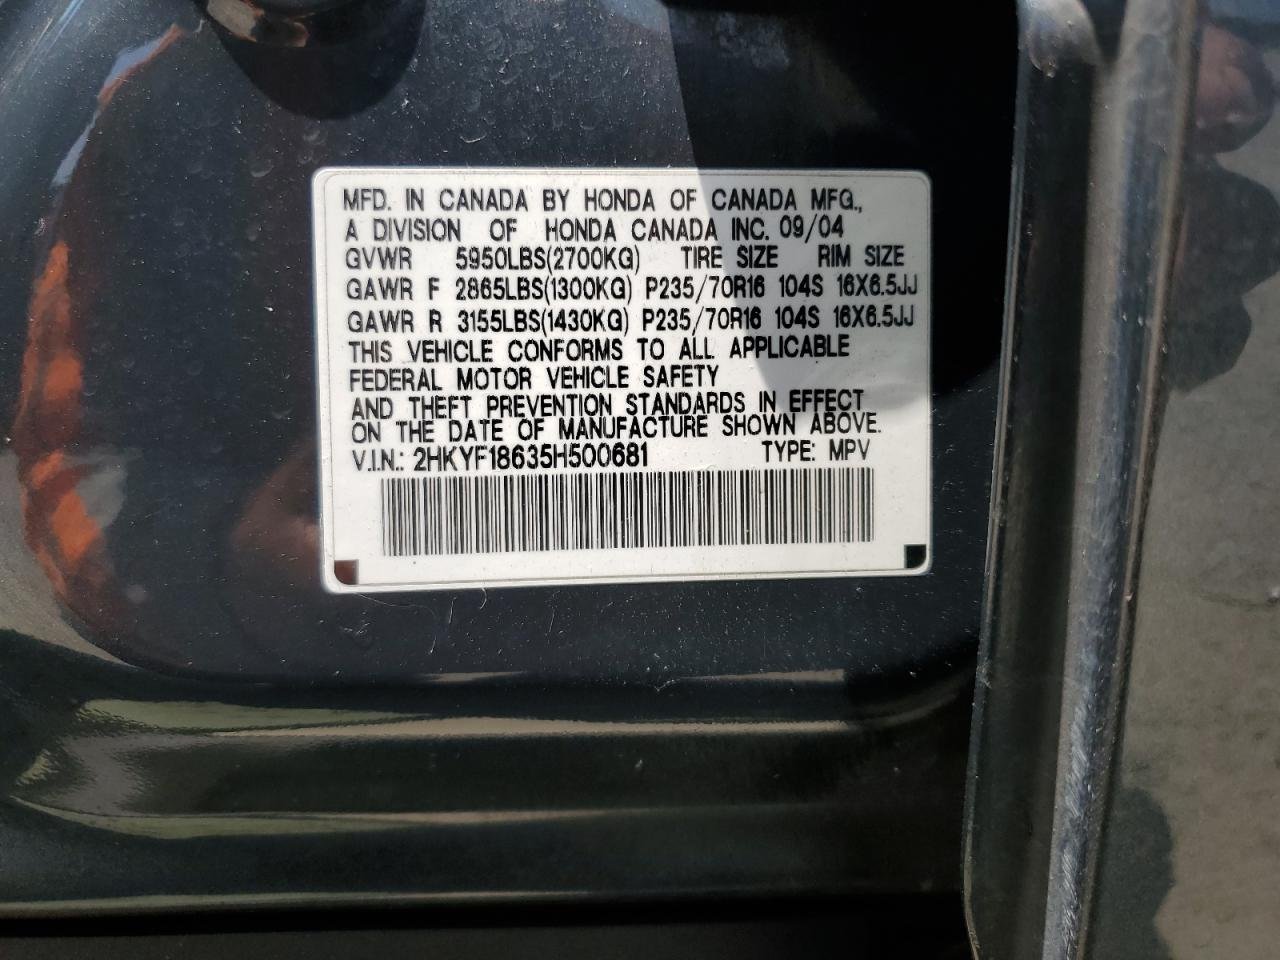 MFD. IN CANADA BY HONDA OF CANADA MFG.,
A DIVISION OF HONDA CANADA INC. 09/04
GVWR 5950LBS(2700KG) TIRE SIZE RIM SIZE
GAWR F 2865LBS(1300KG) P235/70R16 104S 16X6.5JJ
GAWR R 3155LBS(1430KG) P235/70R16 104S 16X6.5JJ
THIS VEHICLE CONFORMS TO ALL APPLICABLE
FEDERAL MOTOR VEHICLE SAFETY
AND THEFT PREVENTION STANDARDS IN EFFECT
ON THE DATE OF MANUFACTURE SHOWN ABOVE.
V.I.N.: 2HKYF18635H500681 TYPE: MPV